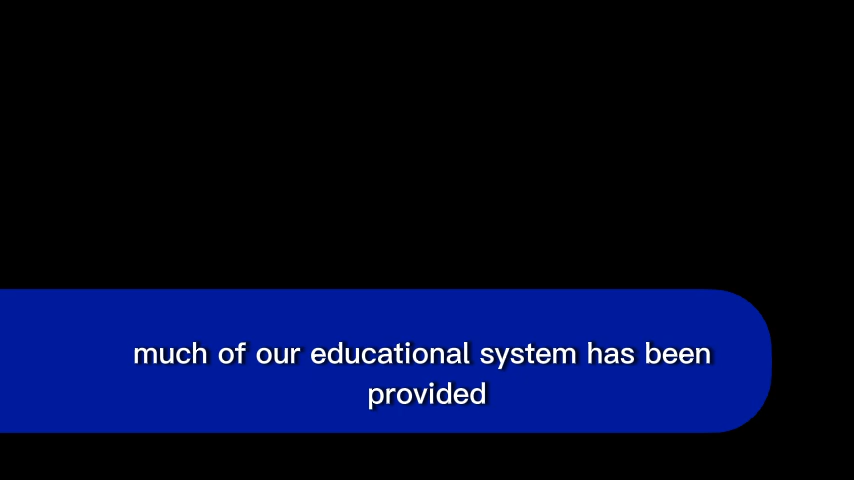 much of our educational system has been
provided